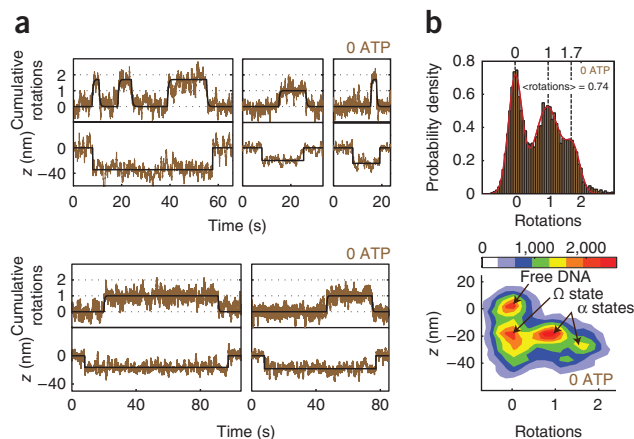 a
0 ATP
Cumulative rotations
2
1
0
z (nm)
0
−40
0 20 40 60
0 20
0 20
Time (s)
0 ATP
Cumulative rotations
2
1
0
z (nm)
0
−40
0 40 80
0 40 80
Time (s)
Time (s)
b
0 1 1.7
0 ATP
<rotations> = 0.74
Probability density
0.8
0.6
0.4
0.2
0
0 1 2
Rotations
0 1,000 2,000
Free DNA
Ω state
α states
z (nm)
20
0
−20
−40
−60
0 ATP
0 1 2
Rotations